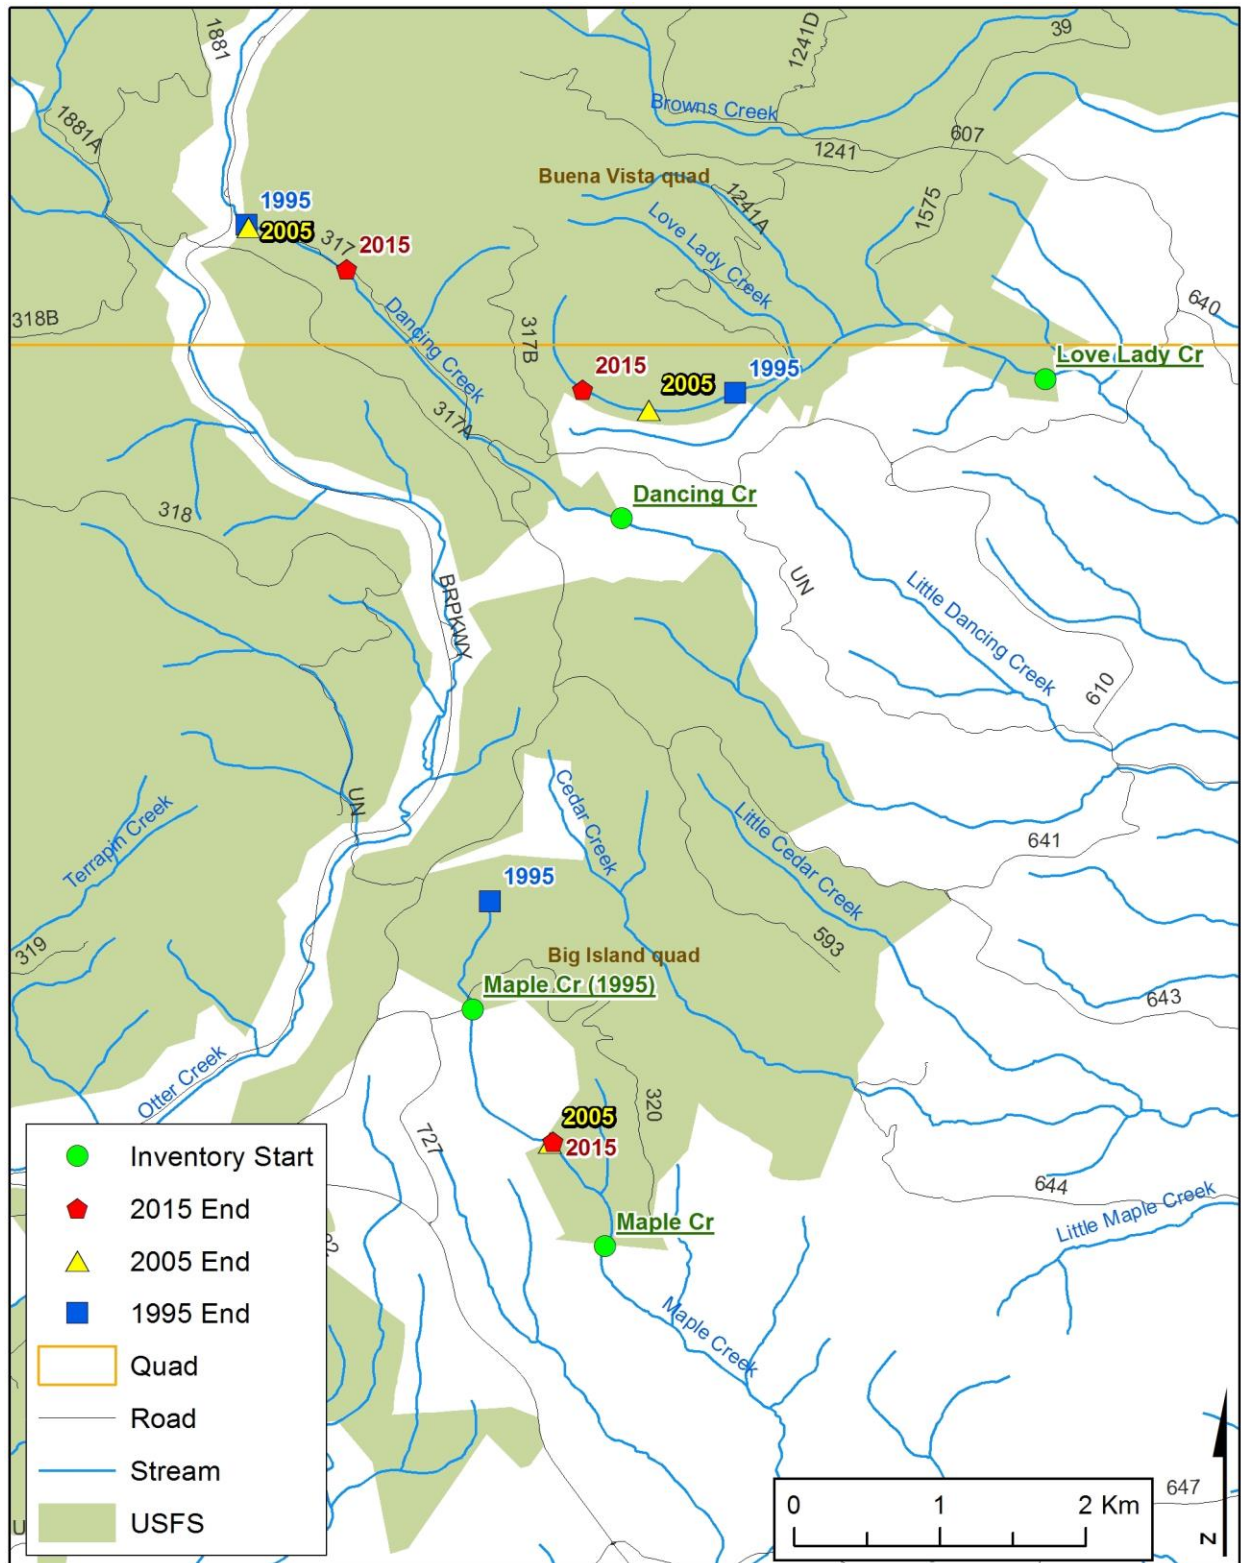 1881
1241D
39
Browns Creek
1881A
607
1241
Buena Vista quad
1241A
1575
1995
2005
317
2015
Love Lady Creek
640
318B
Dancing Creek
317B
Love Lady Cr
2015
2005
1995
317A
Dancing Cr
318
BRPKWY
UN
Little Dancing Creek
610
Cedar Creek
UN
Terrapin Creek
Little Cedar Creek
641
1995
319
Big Island quad
593
Maple Cr (1995)
643
Otter Creek
2005
2015
320
727
644
Little Maple Creek
Maple Cr
Maple Creek
Inventory Start
2015 End
2005 End
1995 End
Quad
Road
Stream
USFS
U
0 1 2 Km
647
N